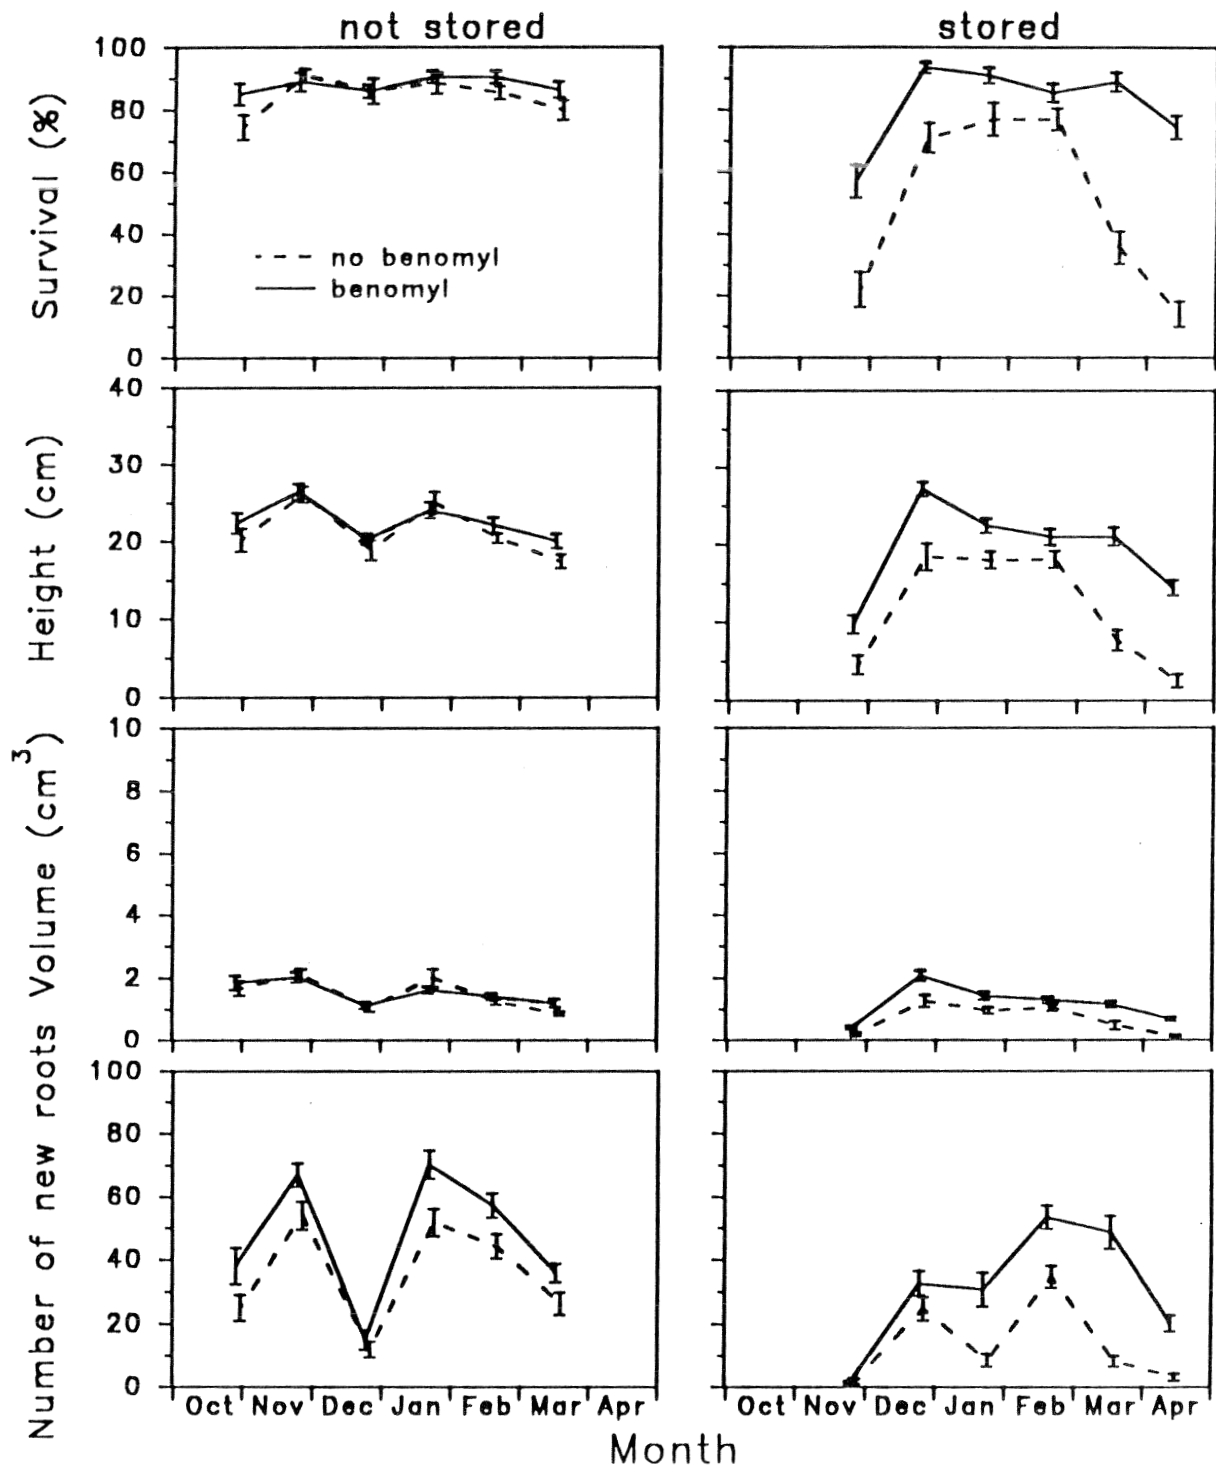 not stored
stored
Survival (%)
100
80
60
40
20
0
no benomyl
benomyl
Height (cm)
40
30
20
10
0
Volume (cm³)
10
8
6
4
2
0
Number of new roots
100
80
60
40
20
0
Oct Nov Dec Jan Feb Mar Apr
Oct Nov Dec Jan Feb Mar Apr
Month